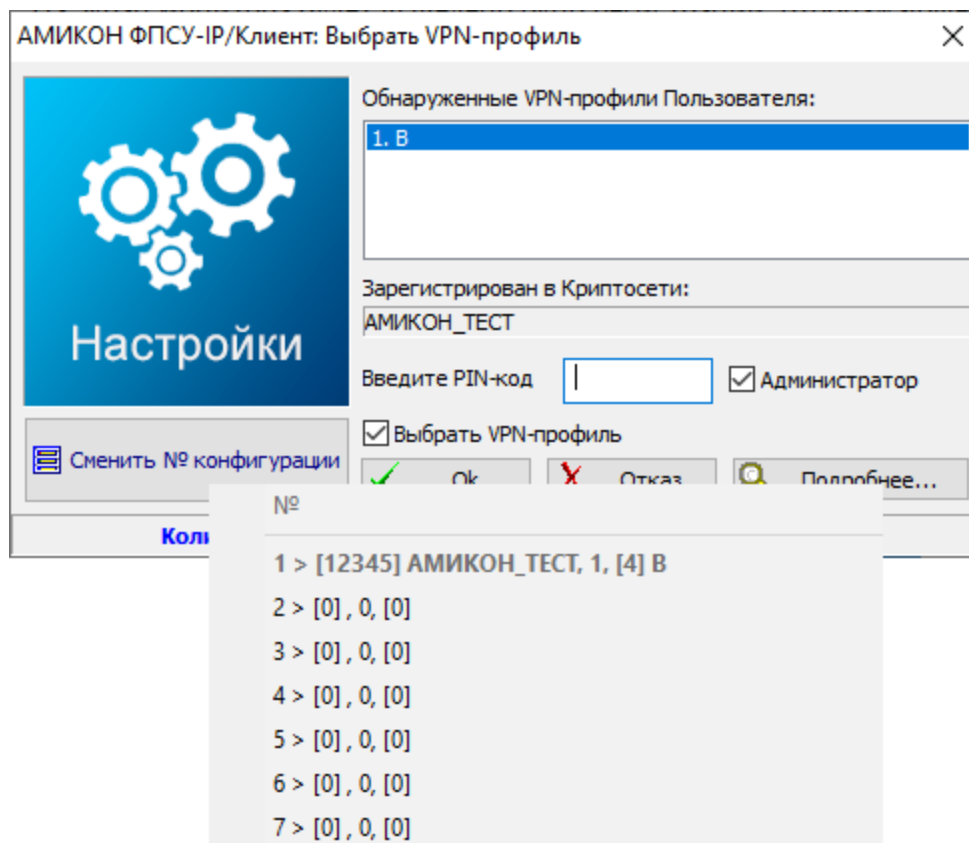 АМИКОН ФПСУ-IP/Клиент: Выбрать VPN-профиль
Обнаруженные VPN-профили Пользователя:
1. В
Зарегистрирован в Криптосети:
АМИКОН_ТЕСТ
Настройки
Введите PIN-код
Администратор
Выбрать VPN-профиль
Сменить № конфигурации
Ok
Отказ
Подробнее...
№
1 > [12345] АМИКОН_ТЕСТ, 1, [4] В
2 > [0] , 0, [0]
3 > [0] , 0, [0]
4 > [0] , 0, [0]
5 > [0] , 0, [0]
6 > [0] , 0, [0]
7 > [0] , 0, [0]